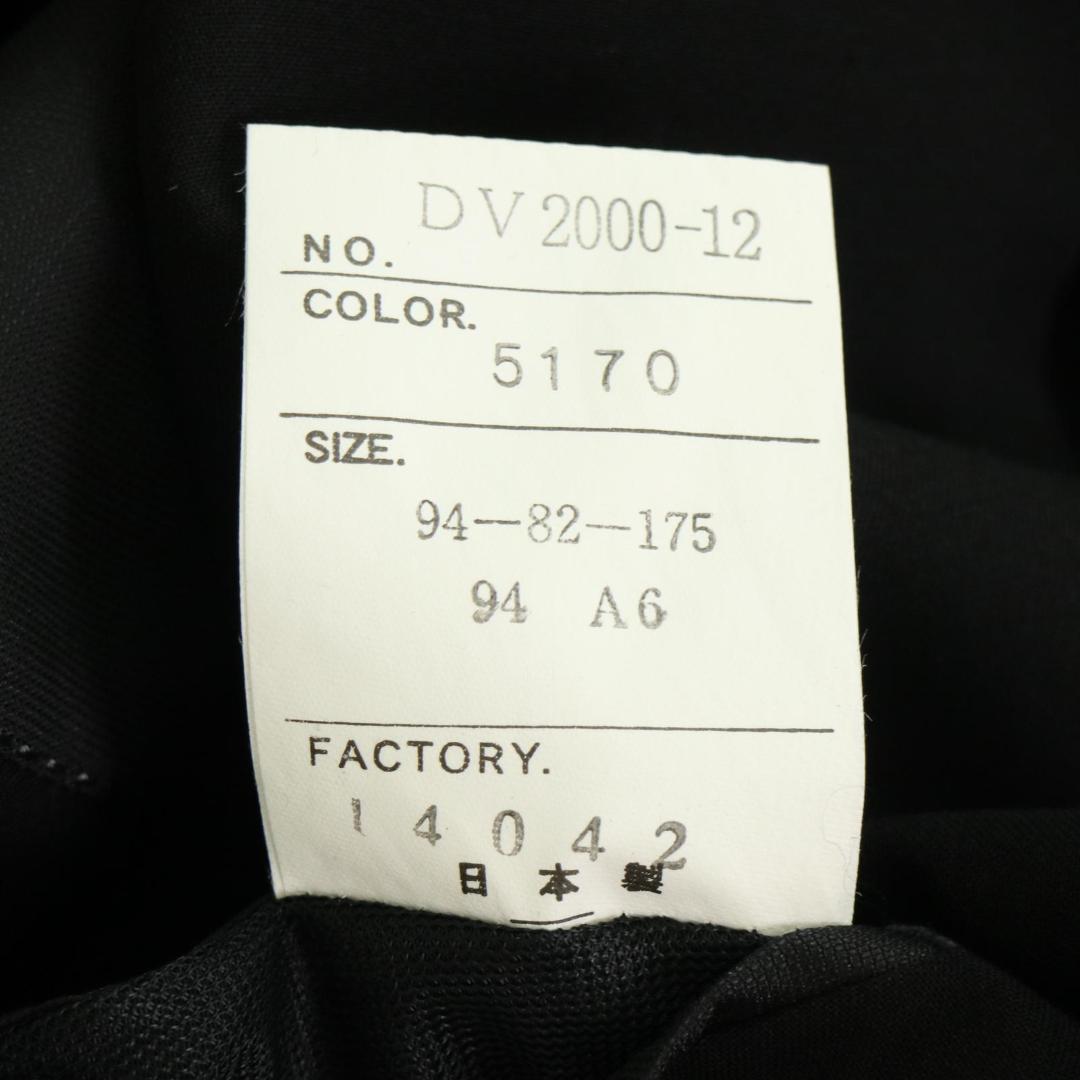 DV2000-12
NO.
COLOR.
5170
SIZE.
94-82-175
94 A6
FACTORY.
14042
日本製